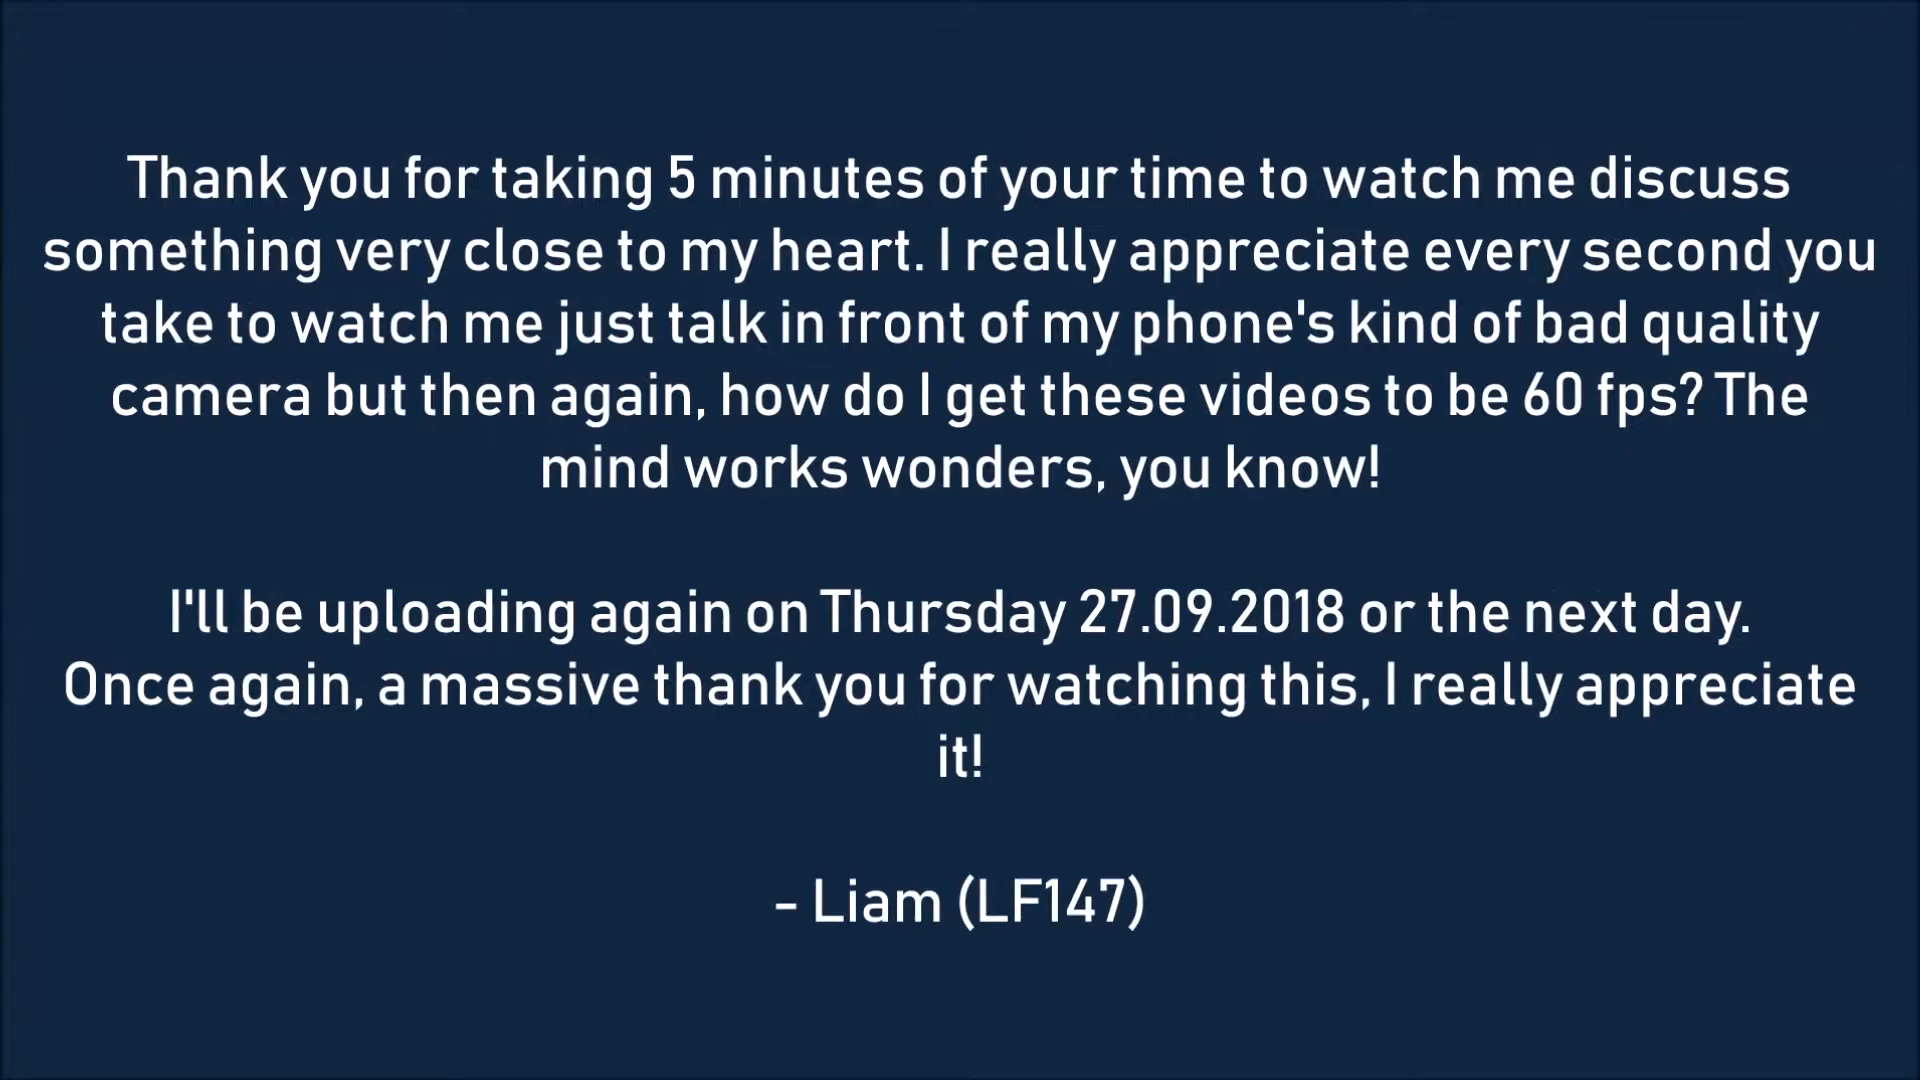 Thank you for taking 5 minutes of your time to watch me discuss
something very close to my heart. I really appreciate every second you
take to watch me just talk in front of my phone's kind of bad quality
camera but then again, how do I get these videos to be 60 fps? The
mind works wonders, you know!
I'll be uploading again on Thursday 27.09.2018 or the next day.
Once again, a massive thank you for watching this, I really appreciate
it!
- Liam (LF147)